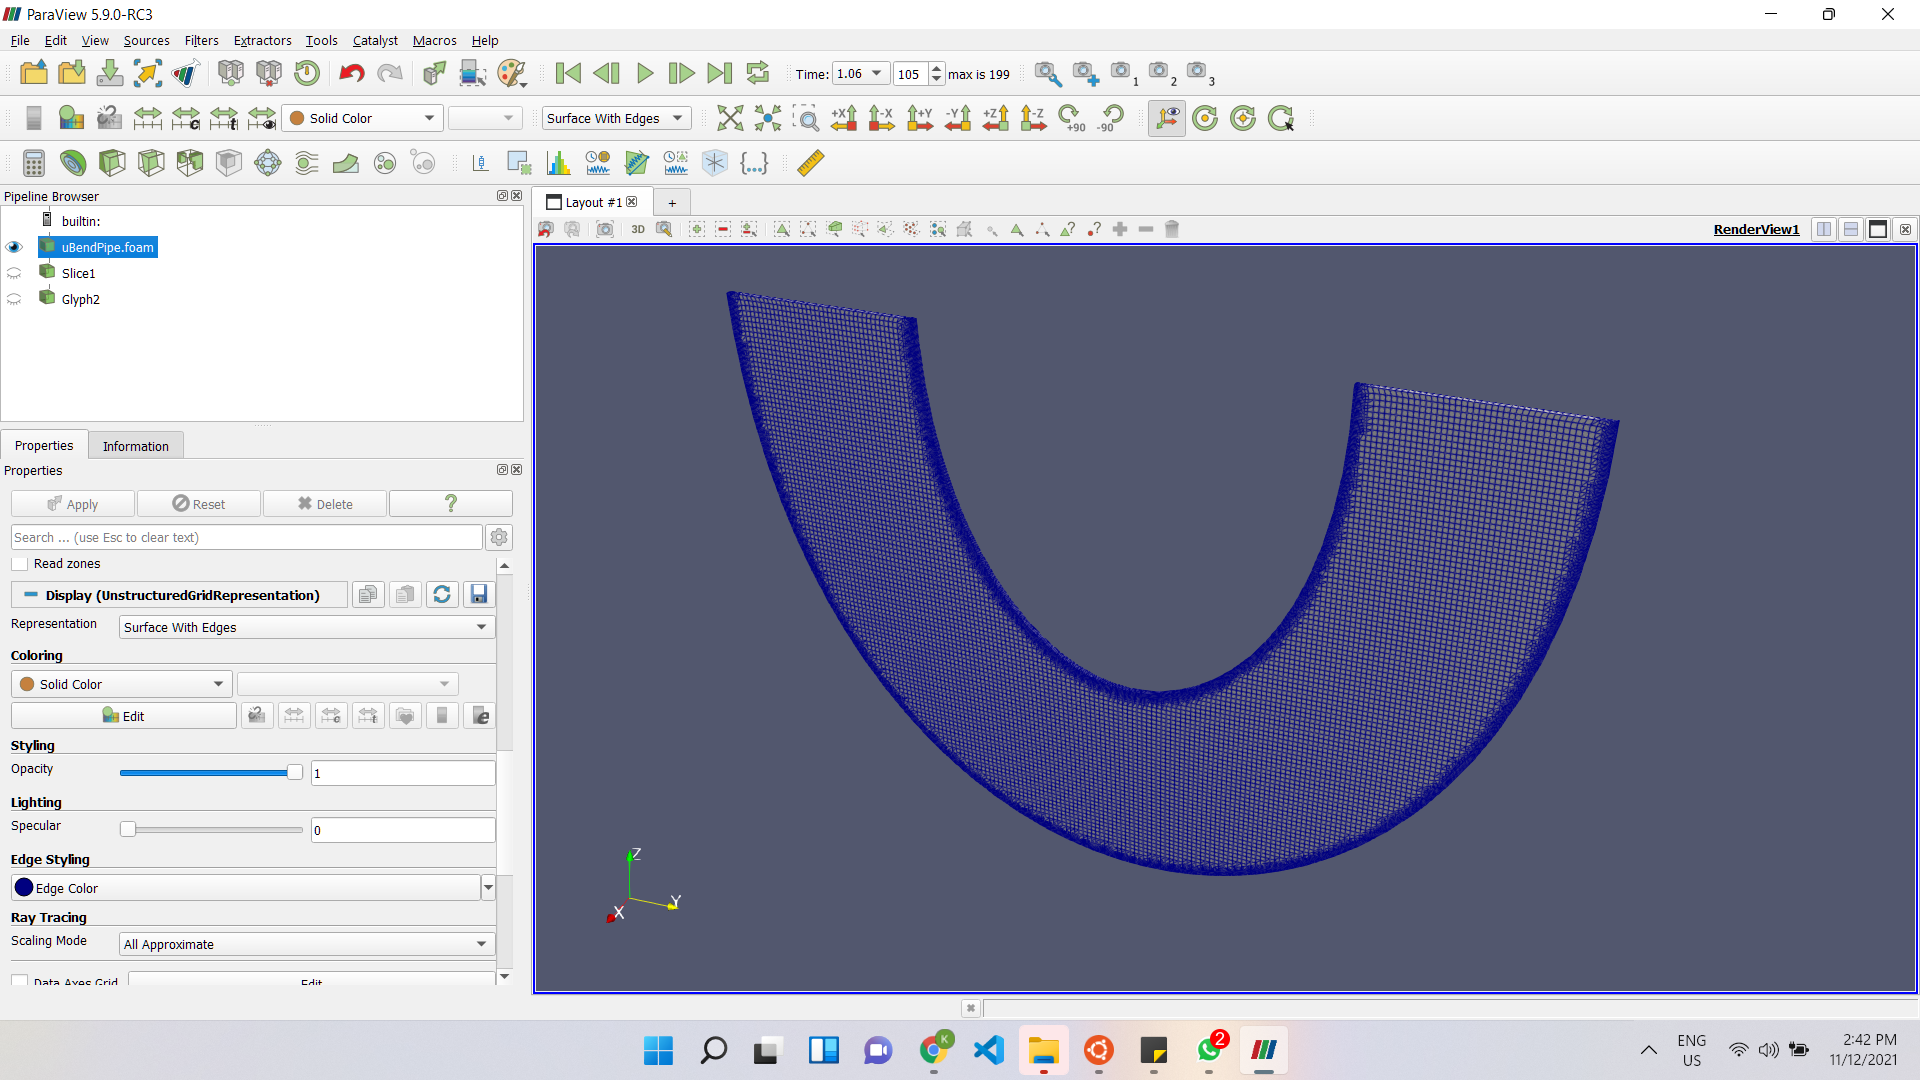 ParaView 5.9.0-RC3
File Edit View Sources Filters Extractors Tools Catalyst Macros Help
Time: 1.06 105 max is 199 1 2 3
Solid Color Surface With Edges +X -X +Y -Y +Z -Z +90 -90
Pipeline Browser
builtin:
uBendPipe.foam
Slice1
Glyph2
Properties Information
Properties
Apply Reset Delete ?
Search ... (use Esc to clear text)
Read zones
Display (UnstructuredGridRepresentation)
Representation Surface With Edges
Coloring
Solid Color
Edit
Styling
Opacity 1
Lighting
Specular 0
Edge Styling
Edge Color
Ray Tracing
Scaling Mode All Approximate
Data Axes Grid Edit
Layout #1 +
3D RenderView1
Z
Y
X
K
2
ENG
US
2:42 PM
11/12/2021